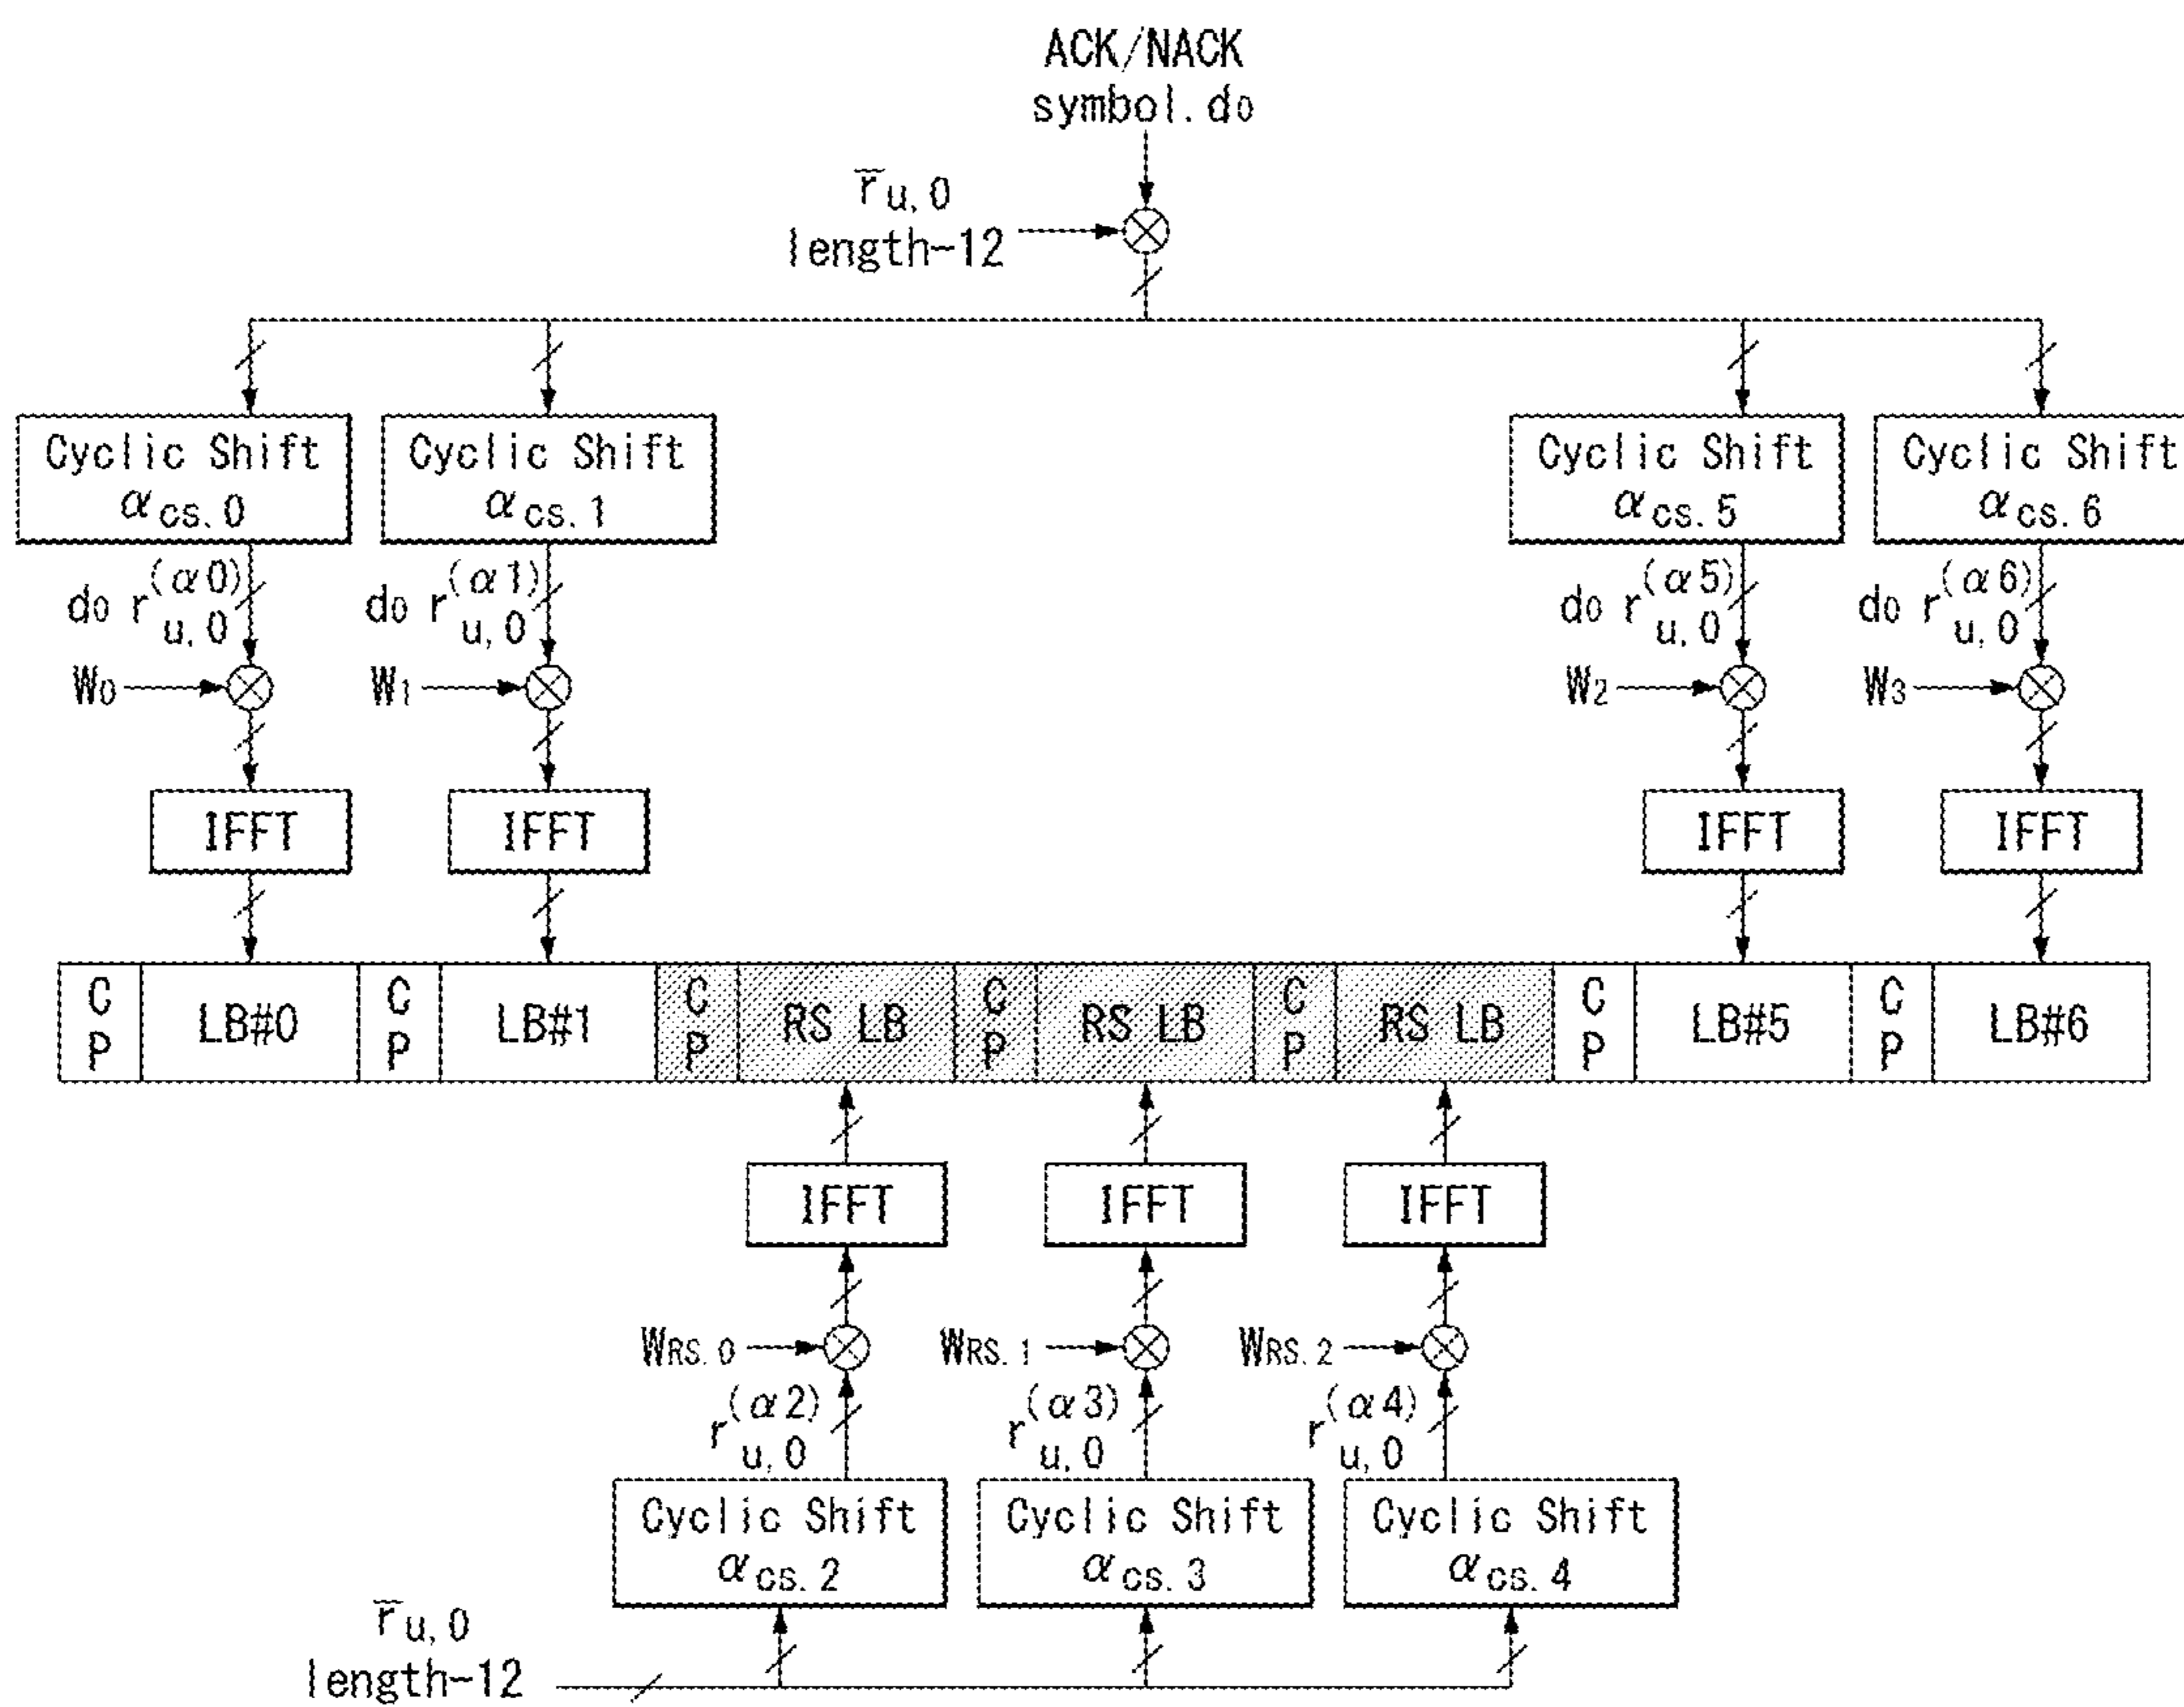 ACK/NACK
symbol. d0
r̅u, 0
length-12
Cyclic Shift
αcs. 0
Cyclic Shift
αcs. 1
Cyclic Shift
αcs. 5
Cyclic Shift
αcs. 6
d0 r(α0)u, 0
d0 r(α1)u, 0
d0 r(α5)u, 0
d0 r(α6)u, 0
W0
W1
W2
W3
IFFT
IFFT
IFFT
IFFT
CP LB#0 CP LB#1 CP RS LB CP RS LB CP RS LB CP LB#5 CP LB#6
IFFT
IFFT
IFFT
WRS. 0
WRS. 1
WRS. 2
r(α2)u, 0
r(α3)u, 0
r(α4)u, 0
Cyclic Shift
αcs. 2
Cyclic Shift
αcs. 3
Cyclic Shift
αcs. 4
r̅u, 0
length-12